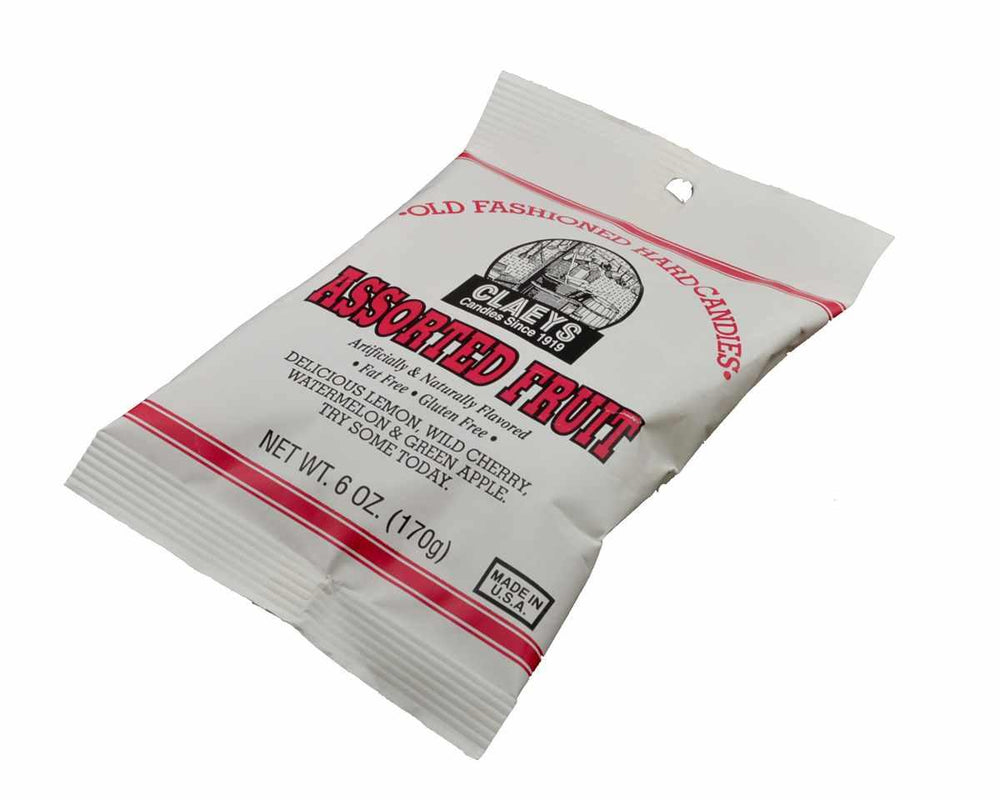 •OLD FASHIONED HARD CANDIES•
CLAEYS
Candies Since 1919
ASSORTED FRUIT
Artificially & Naturally Flavored
• Fat Free • Gluten Free •
DELICIOUS LEMON, WILD CHERRY,
WATERMELON & GREEN APPLE.
TRY SOME TODAY.
NET WT. 6 OZ. (170g)
MADE IN
U.S.A.